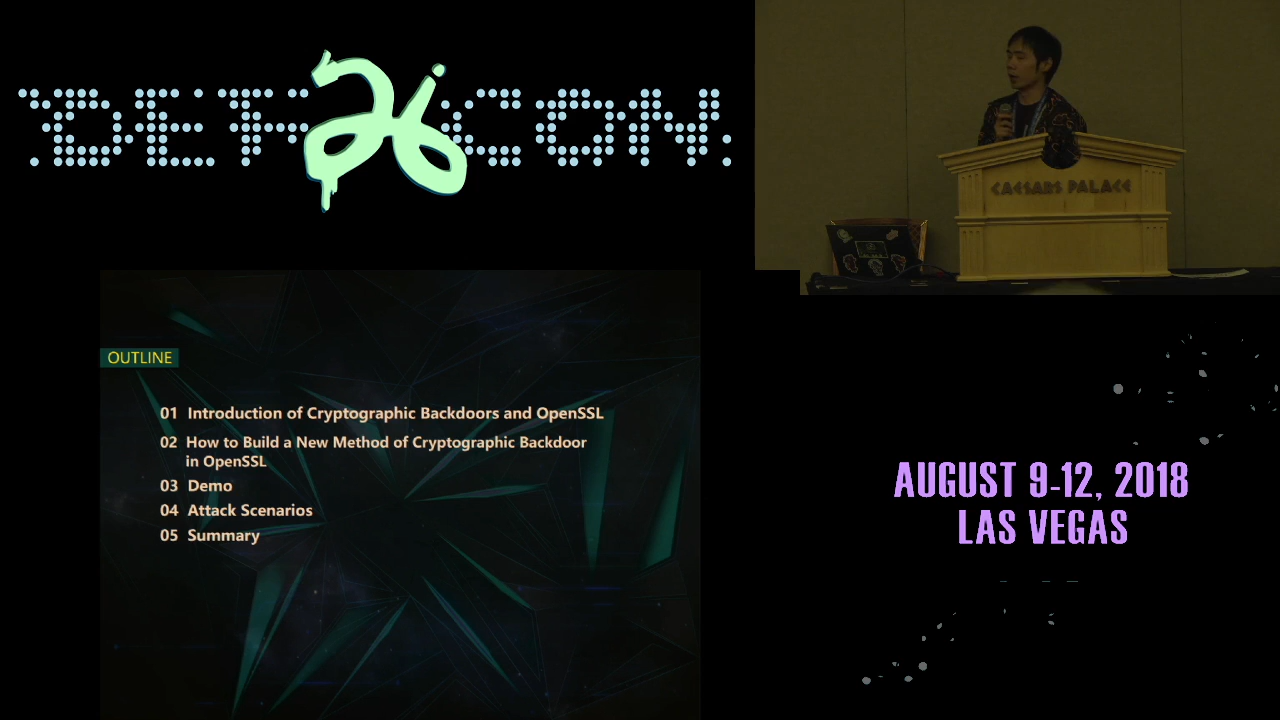 DEF 26 CON
CAESARS PALACE
OUTLINE
01 Introduction of Cryptographic Backdoors and OpenSSL
02 How to Build a New Method of Cryptographic Backdoor
in OpenSSL
03 Demo
04 Attack Scenarios
05 Summary
AUGUST 9-12, 2018
LAS VEGAS